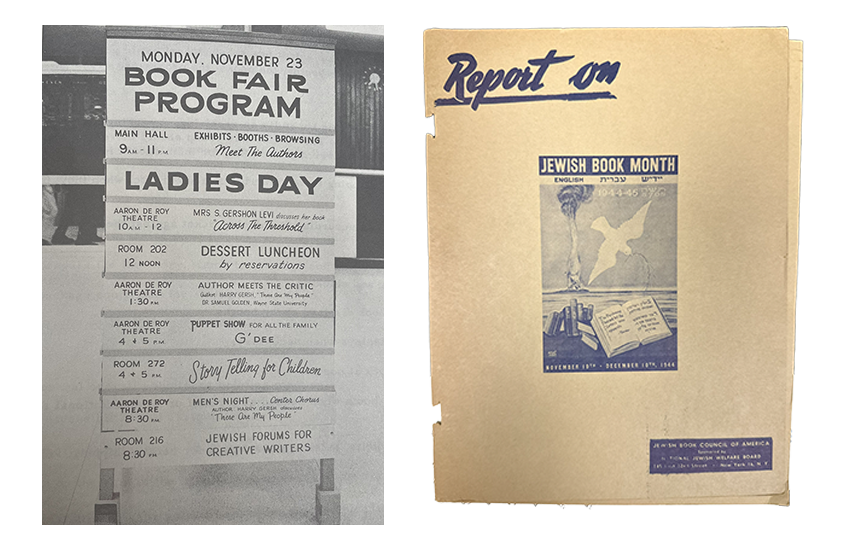 MONDAY, NOVEMBER 23
BOOK FAIR
PROGRAM
MAIN HALL
9 A.M. - 11 P.M.
EXHIBITS · BOOTHS · BROWSING
Meet The Authors
LADIES DAY
AARON DE ROY
THEATRE
10 A.M. - 12
MRS S. GERSHON LEVI discusses her book
"Across The Threshold"
ROOM 202
12 NOON
DESSERT LUNCHEON
by reservations
AARON DE ROY
THEATRE
1:30 P.M.
AUTHOR MEETS THE CRITIC
Author: HARRY GERSH, "These Are My People"
DR SAMUEL GOLDEN, Wayne State University
AARON DE ROY
THEATRE
4 & 5 P.M.
PUPPET SHOW FOR ALL THE FAMILY
G'DEE
ROOM 272
4 & 5 P.M.
Story Telling for Children
AARON DE ROY
THEATRE
8:30 P.M.
MEN'S NIGHT.... Center Chorus
AUTHOR HARRY GERSH discusses
"These Are My People"
ROOM 216
8:30 P.M.
JEWISH FORUMS FOR
CREATIVE WRITERS
Report on
JEWISH BOOK MONTH
ENGLISH עברית יידיש
1944-45
NOVEMBER 10TH - DECEMBER 10TH, 1944
JEWISH BOOK COUNCIL OF AMERICA
Sponsored by
TIONAL JEWISH WELFARE BOARD
Street New York 16, N. Y.